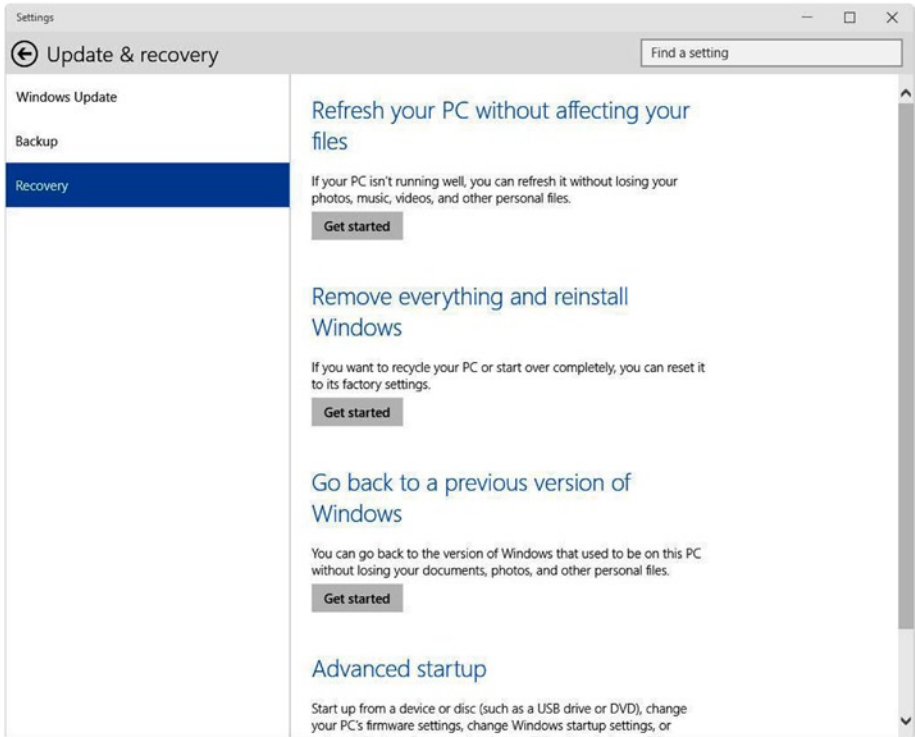 Settings
Update & recovery
Find a setting
Windows Update
Backup
Recovery
Refresh your PC without affecting your
files
If your PC isn't running well, you can refresh it without losing your
photos, music, videos, and other personal files.
Get started
Remove everything and reinstall
Windows
If you want to recycle your PC or start over completely, you can reset it
to its factory settings.
Get started
Go back to a previous version of
Windows
You can go back to the version of Windows that used to be on this PC
without losing your documents, photos, and other personal files.
Get started
Advanced startup
Start up from a device or disc (such as a USB drive or DVD), change
your PC's firmware settings, change Windows startup settings, or